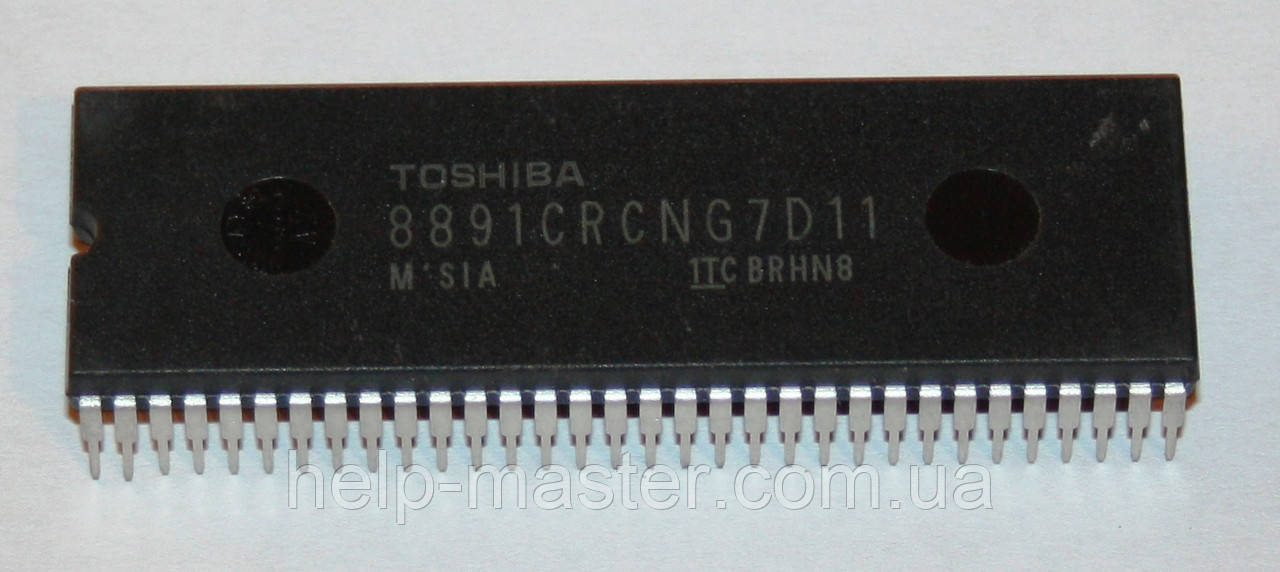 TOSHIBA
8891CRCNG7D11
M'SIA 1TC BRHN8
help-master.com.ua